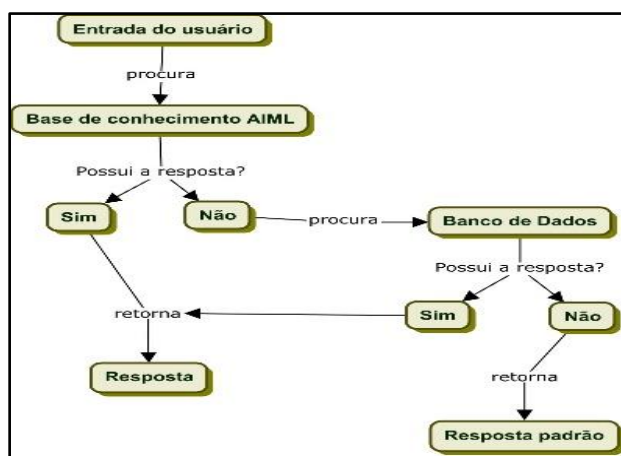 Entrada do usuário
procura
Base de conhecimento AIML
Possui a resposta?
Sim
Não
procura
Banco de Dados
Possui a resposta?
retorna
Sim
Não
Resposta
retorna
Resposta padrão